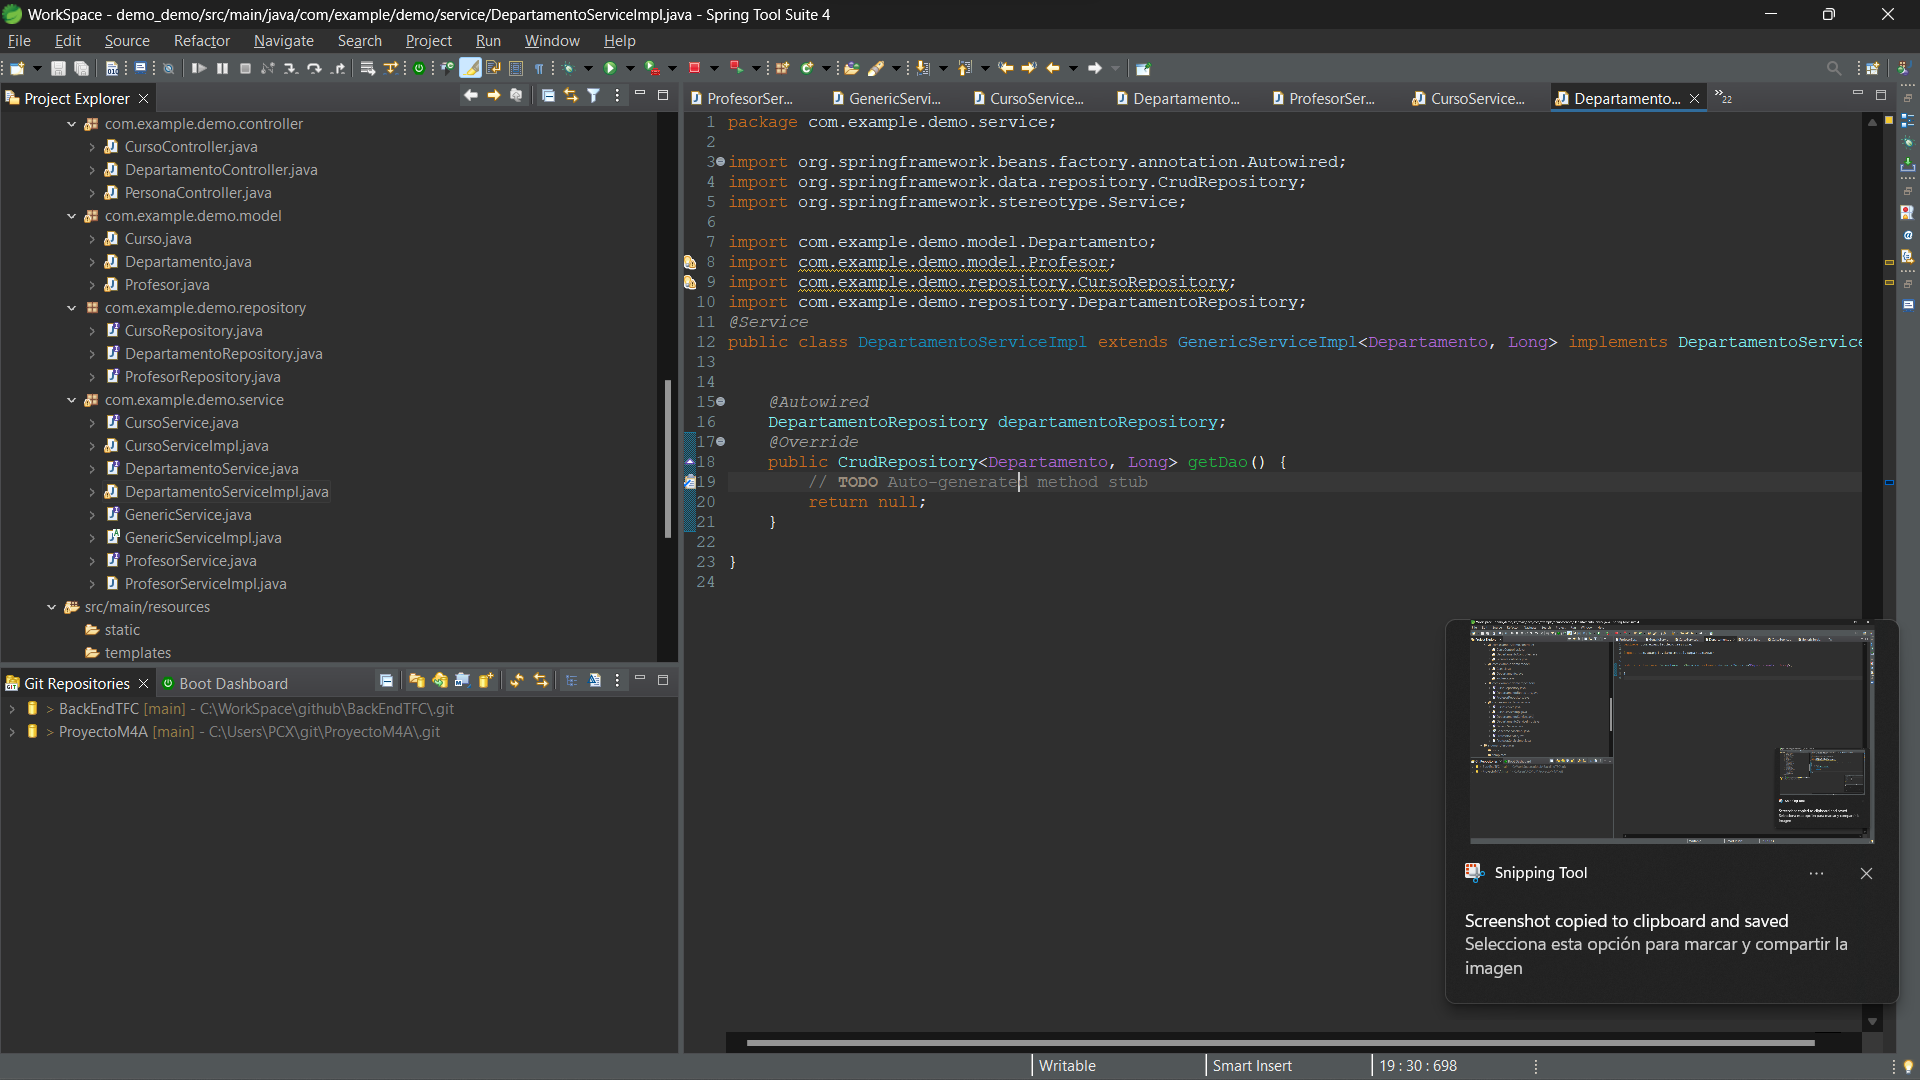 WorkSpace - demo_demo/src/main/java/com/example/demo/service/DepartamentoServiceImpl.java - Spring Tool Suite 4
File Edit Source Refactor Navigate Search Project Run Window Help
Project Explorer
com.example.demo.controller
CursoController.java
DepartamentoController.java
PersonaController.java
com.example.demo.model
Curso.java
Departamento.java
Profesor.java
com.example.demo.repository
CursoRepository.java
DepartamentoRepository.java
ProfesorRepository.java
com.example.demo.service
CursoService.java
CursoServiceImpl.java
DepartamentoService.java
DepartamentoServiceImpl.java
GenericService.java
GenericServiceImpl.java
ProfesorService.java
ProfesorServiceImpl.java
src/main/resources
static
templates
Git Repositories Boot Dashboard
> BackEndTFC [main] - C:\WorkSpace\github\BackEndTFC\.git
> ProyectoM4A [main] - C:\Users\PCX\git\ProyectoM4A\.git
ProfesorSer... GenericServi... CursoService... Departamento... ProfesorSer... CursoService... Departamento... »22
1 package com.example.demo.service;
2
3 import org.springframework.beans.factory.annotation.Autowired;
4 import org.springframework.data.repository.CrudRepository;
5 import org.springframework.stereotype.Service;
6
7 import com.example.demo.model.Departamento;
8 import com.example.demo.model.Profesor;
9 import com.example.demo.repository.CursoRepository;
10 import com.example.demo.repository.DepartamentoRepository;
11 @Service
12 public class DepartamentoServiceImpl extends GenericServiceImpl<Departamento, Long> implements DepartamentoService
13
14
15 @Autowired
16 DepartamentoRepository departamentoRepository;
17 @Override
18 public CrudRepository<Departamento, Long> getDao() {
19 // TODO Auto-generated method stub
20 return null;
21 }
22
23 }
24
Snipping Tool
Screenshot copied to clipboard and saved
Selecciona esta opción para marcar y compartir la
imagen
Writable Smart Insert 19 : 30 : 698